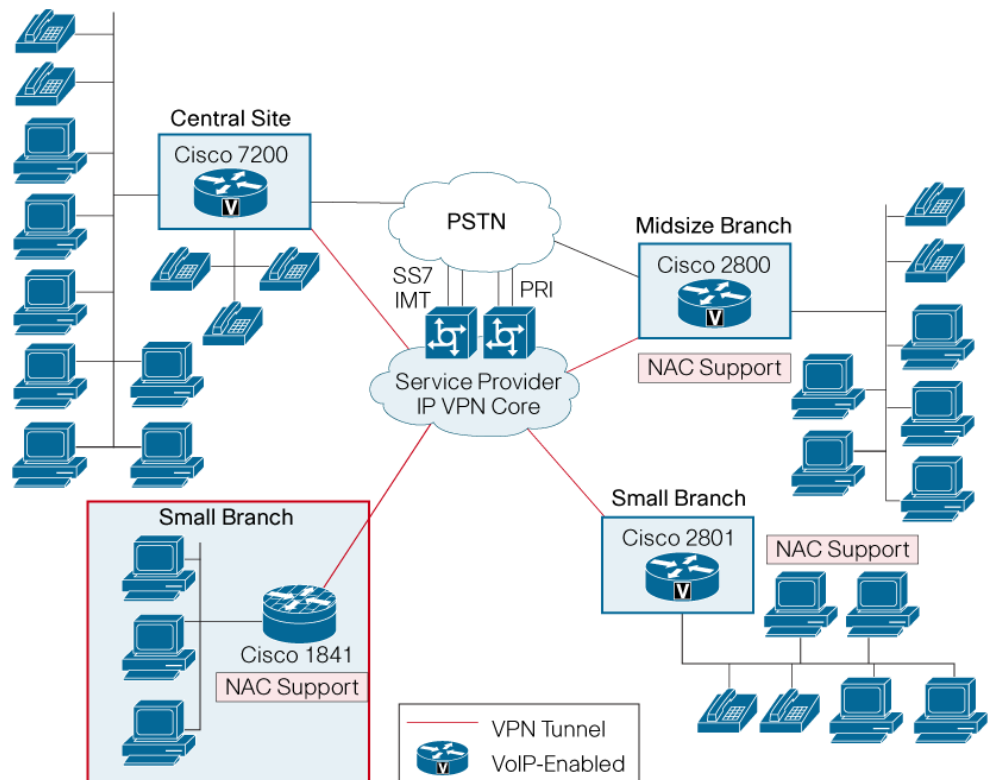 Central Site
Cisco 7200
V
PSTN
SS7
IMT
PRI
Midsize Branch
Cisco 2800
V
NAC Support
Service Provider
IP VPN Core
Small Branch
Cisco 1841
NAC Support
Small Branch
Cisco 2801
V
NAC Support
VPN Tunnel
V
VoIP-Enabled